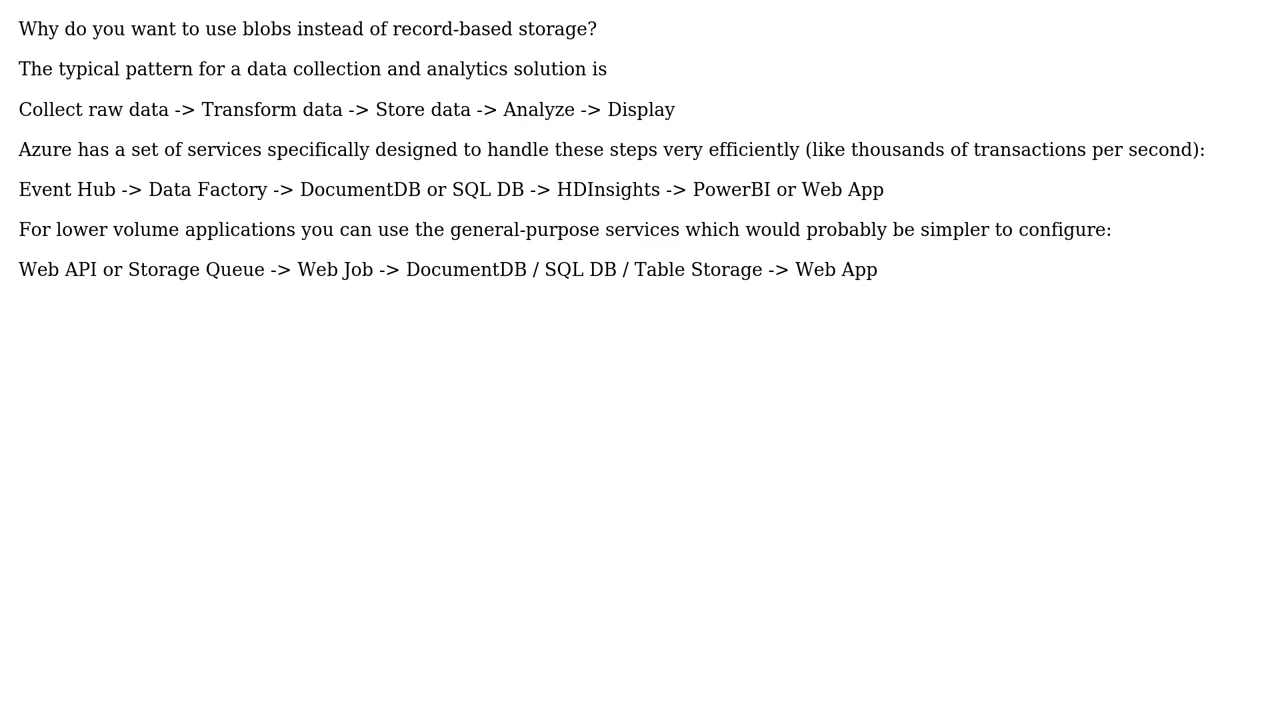 Why do you want to use blobs instead of record-based storage?
The typical pattern for a data collection and analytics solution is
Collect raw data -> Transform data -> Store data -> Analyze -> Display
Azure has a set of services specifically designed to handle these steps very efficiently (like thousands of transactions per second):
Event Hub -> Data Factory -> DocumentDB or SQL DB -> HDInsights -> PowerBI or Web App
For lower volume applications you can use the general-purpose services which would probably be simpler to configure:
Web API or Storage Queue -> Web Job -> DocumentDB / SQL DB / Table Storage -> Web App